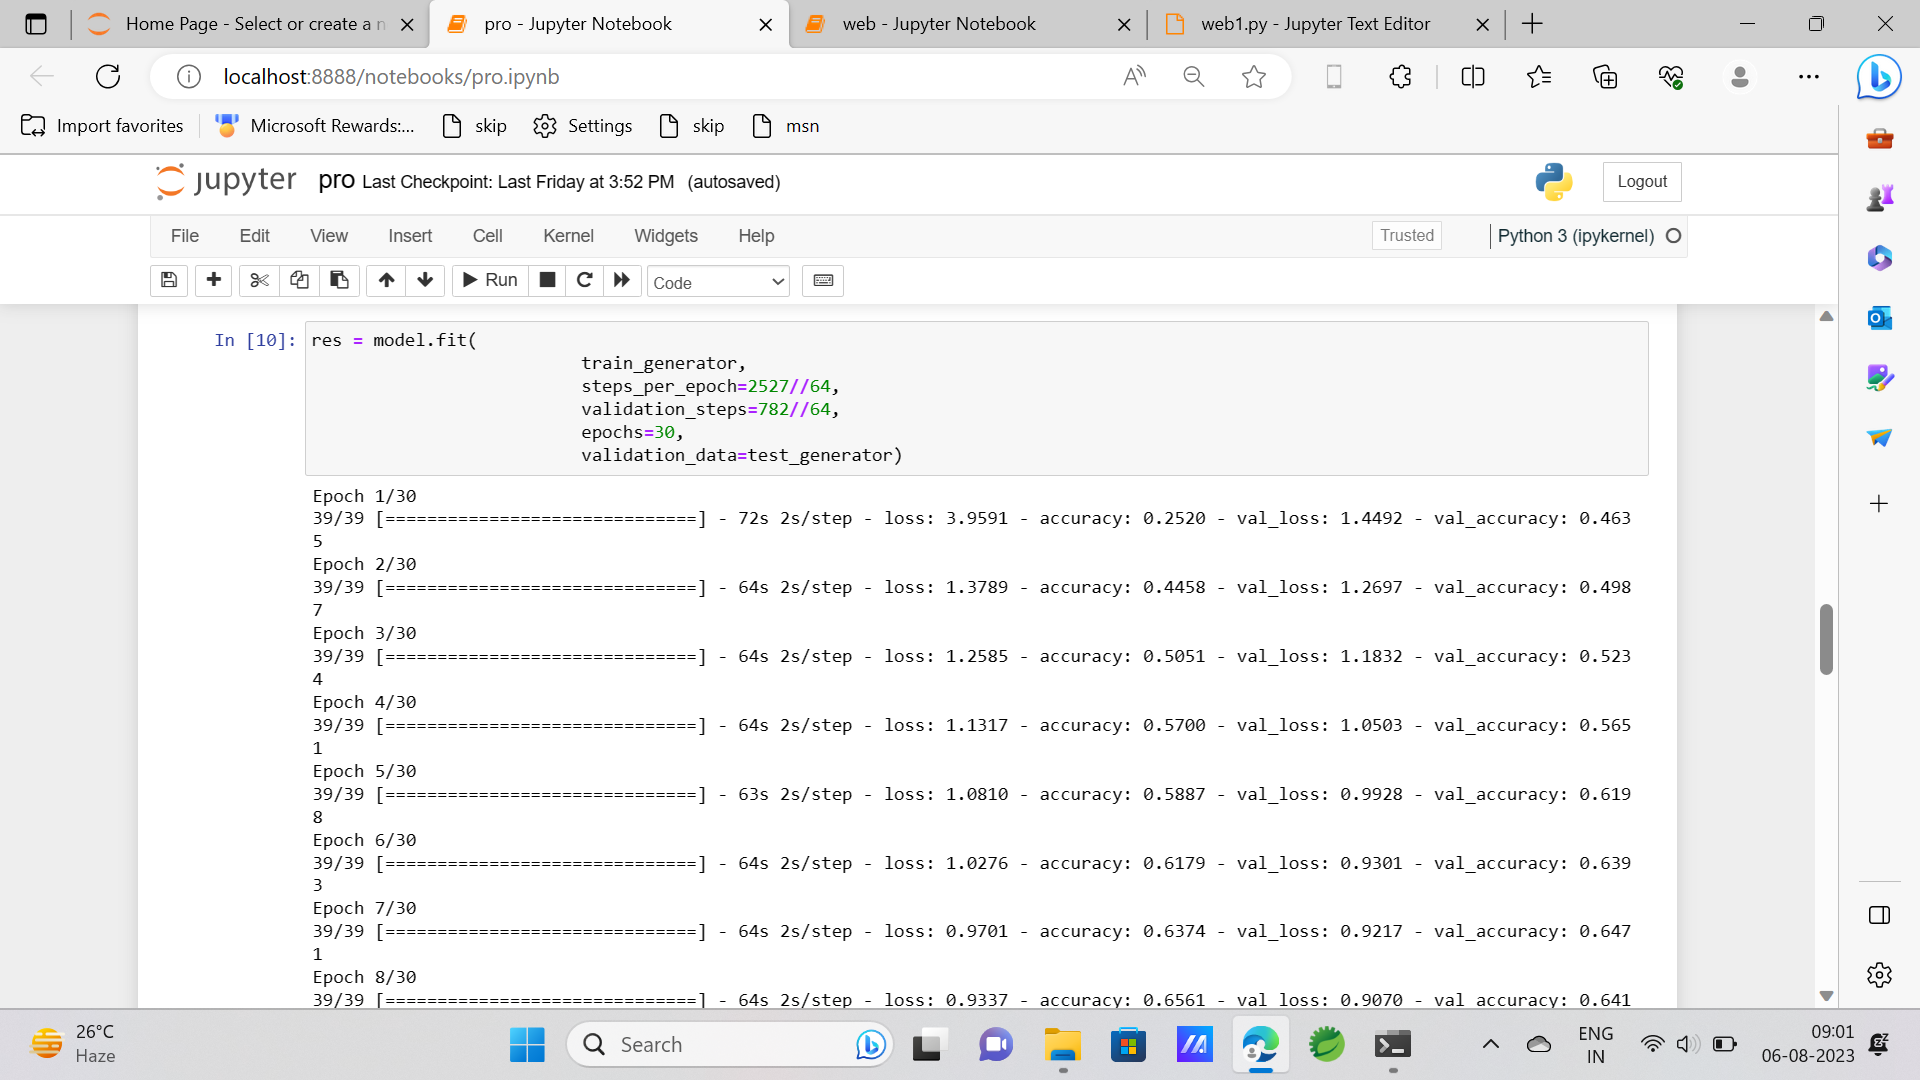 Home Page - Select or create a n
pro - Jupyter Notebook
web - Jupyter Notebook
web1.py - Jupyter Text Editor
localhost:8888/notebooks/pro.ipynb
Import favorites
Microsoft Rewards:...
skip
Settings
skip
msn
jupyter pro Last Checkpoint: Last Friday at 3:52 PM (autosaved)
Logout
File Edit View Insert Cell Kernel Widgets Help
Trusted
Python 3 (ipykernel)
Run
Code
In [10]: res = model.fit(
train_generator,
steps_per_epoch=2527//64,
validation_steps=782//64,
epochs=30,
validation_data=test_generator)
Epoch 1/30
39/39 [==============================] - 72s 2s/step - loss: 3.9591 - accuracy: 0.2520 - val_loss: 1.4492 - val_accuracy: 0.463
5
Epoch 2/30
39/39 [==============================] - 64s 2s/step - loss: 1.3789 - accuracy: 0.4458 - val_loss: 1.2697 - val_accuracy: 0.498
7
Epoch 3/30
39/39 [==============================] - 64s 2s/step - loss: 1.2585 - accuracy: 0.5051 - val_loss: 1.1832 - val_accuracy: 0.523
4
Epoch 4/30
39/39 [==============================] - 64s 2s/step - loss: 1.1317 - accuracy: 0.5700 - val_loss: 1.0503 - val_accuracy: 0.565
1
Epoch 5/30
39/39 [==============================] - 63s 2s/step - loss: 1.0810 - accuracy: 0.5887 - val_loss: 0.9928 - val_accuracy: 0.619
8
Epoch 6/30
39/39 [==============================] - 64s 2s/step - loss: 1.0276 - accuracy: 0.6179 - val_loss: 0.9301 - val_accuracy: 0.639
3
Epoch 7/30
39/39 [==============================] - 64s 2s/step - loss: 0.9701 - accuracy: 0.6374 - val_loss: 0.9217 - val_accuracy: 0.647
1
Epoch 8/30
39/39 [==============================] - 64s 2s/step - loss: 0.9337 - accuracy: 0.6561 - val_loss: 0.9070 - val_accuracy: 0.641
26°C
Haze
Search
ENG
IN
09:01
06-08-2023